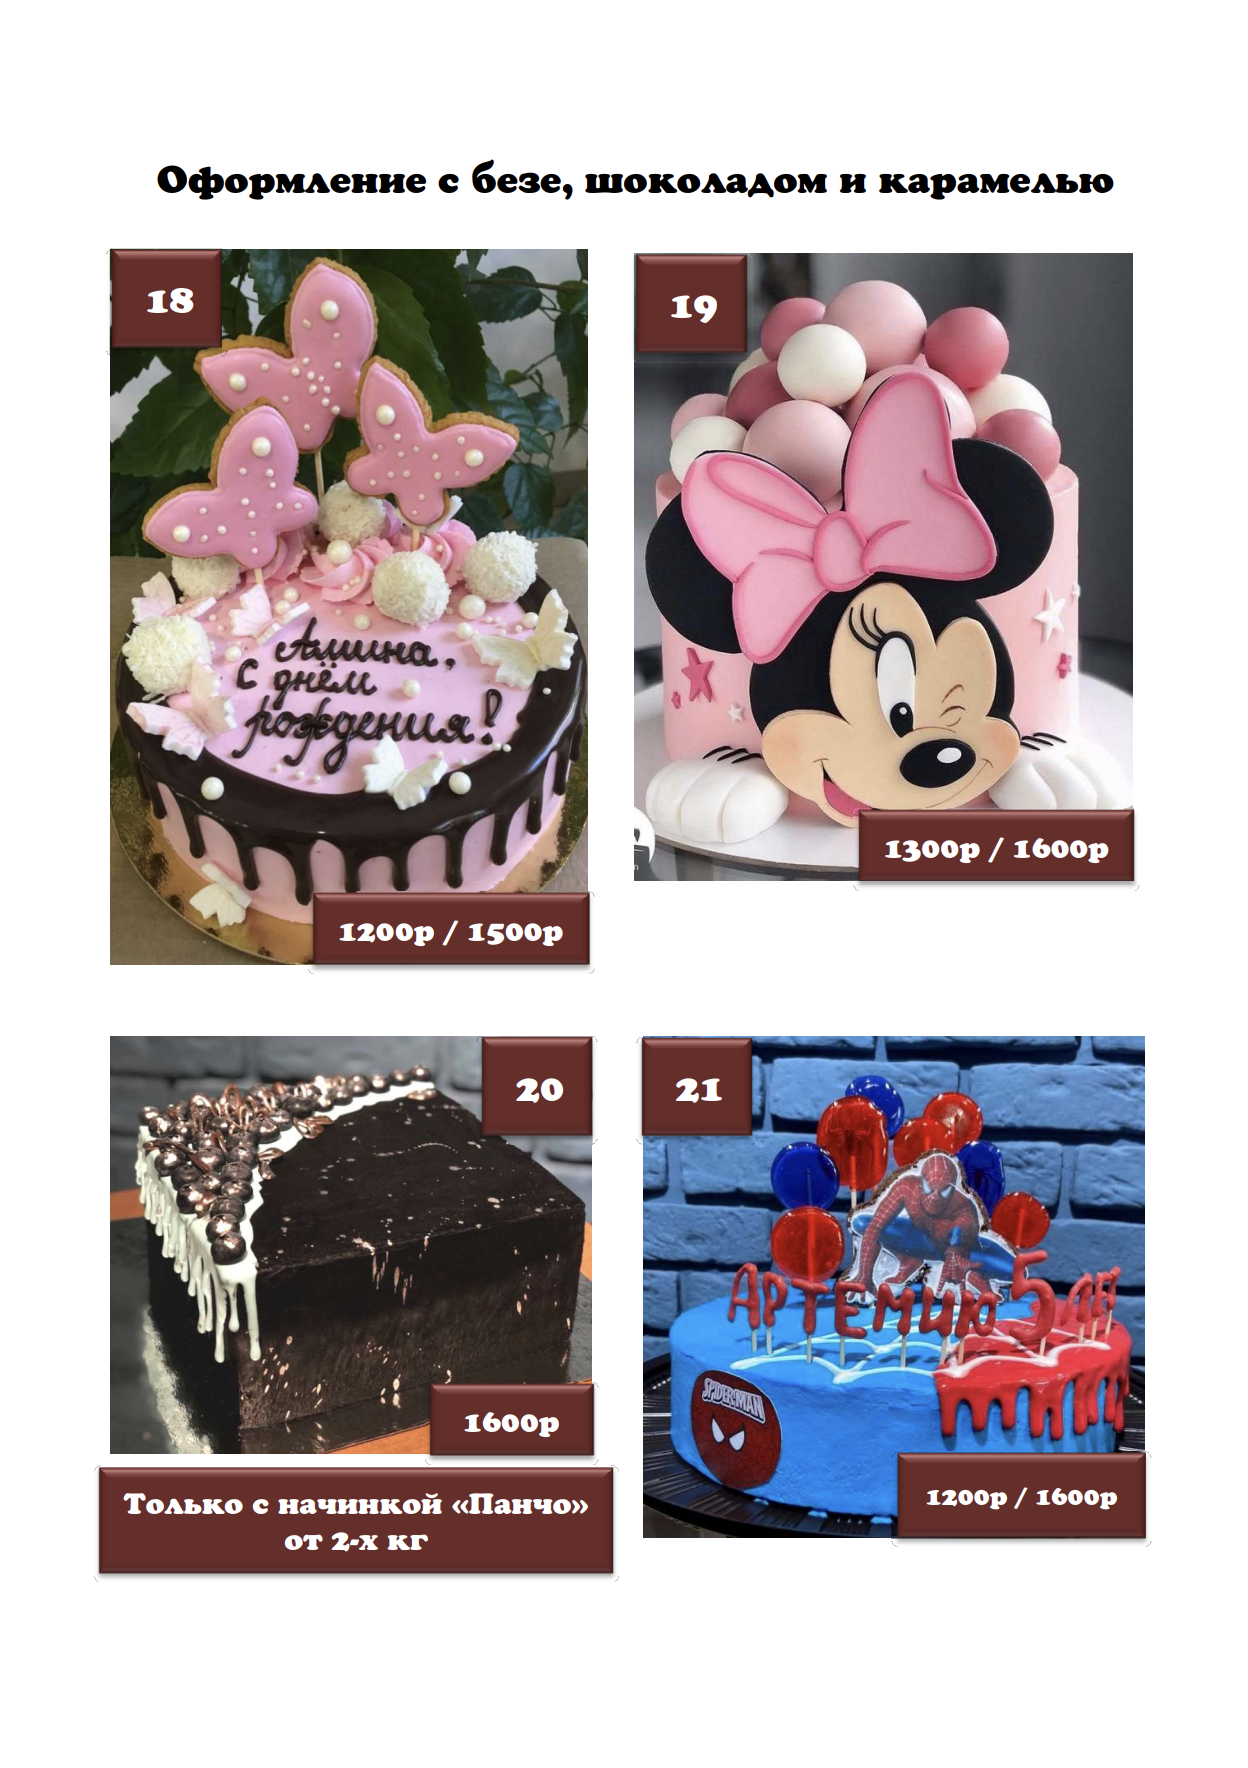 Оформление с безе, шоколадом и карамелью
18
Амина,
с днём
рождения!
1200р / 1500р
19
1300р / 1600р
20
1600р
Только с начинкой «Панчо»
от 2-х кг
21
АРТЕМИЮ 5 ЛЕТ
SPIDER-MAN
1200р / 1600р